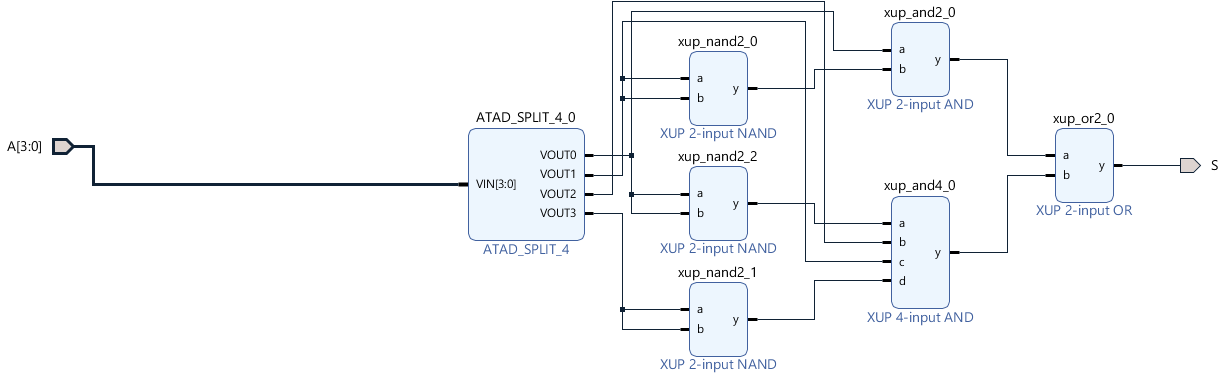 A[3:0]
ATAD_SPLIT_4_0
VIN[3:0]
VOUT0
VOUT1
VOUT2
VOUT3
ATAD_SPLIT_4
xup_nand2_0
a
b
y
XUP 2-input NAND
xup_nand2_2
a
b
y
XUP 2-input NAND
xup_nand2_1
a
b
y
XUP 2-input NAND
xup_and2_0
a
b
y
XUP 2-input AND
xup_and4_0
a
b
c
d
y
XUP 4-input AND
xup_or2_0
a
b
y
XUP 2-input OR
S